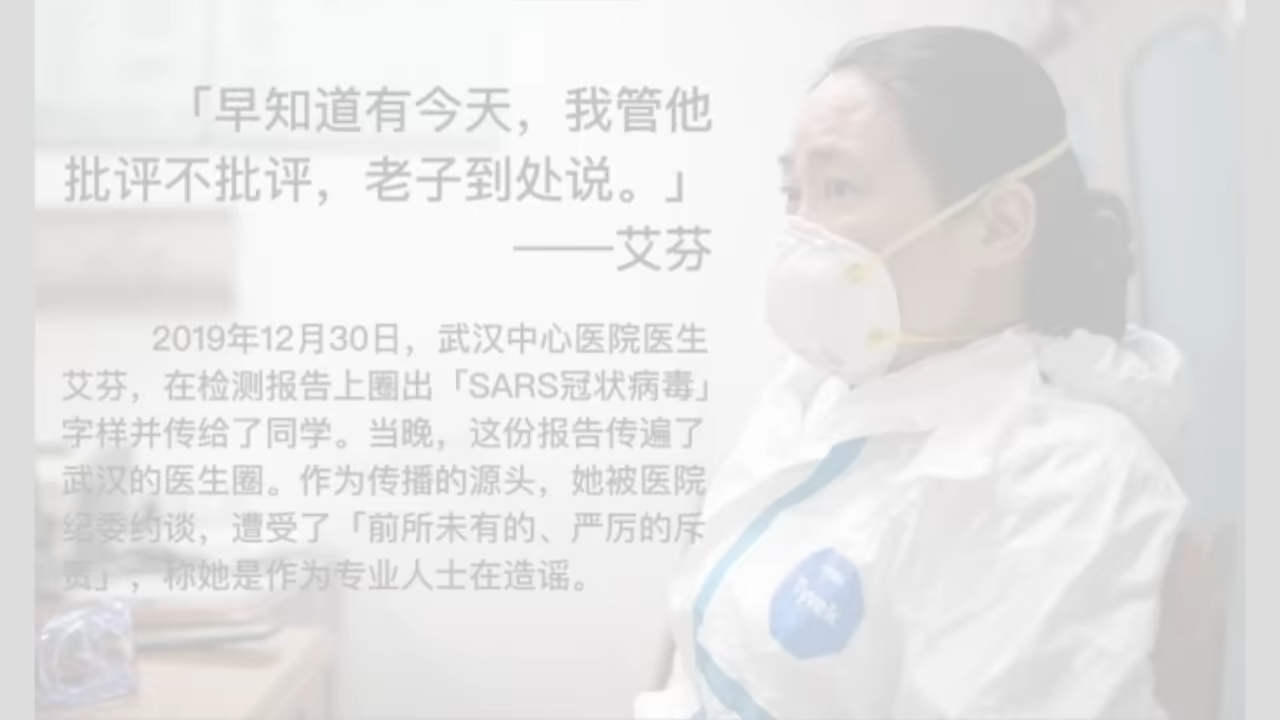 「早知道有今天，我管他
批评不批评，老子到处说。」
——艾芬
2019年12月30日，武汉中心医院医生
艾芬，在检测报告上圈出「SARS冠状病毒」
字样并传给了同学。当晚，这份报告传遍了
武汉的医生圈。作为传播的源头，她被医院
纪委约谈，遭受了「前所未有的、严厉的斥
责」，称她是作为专业人士在造谣。
Tyvek